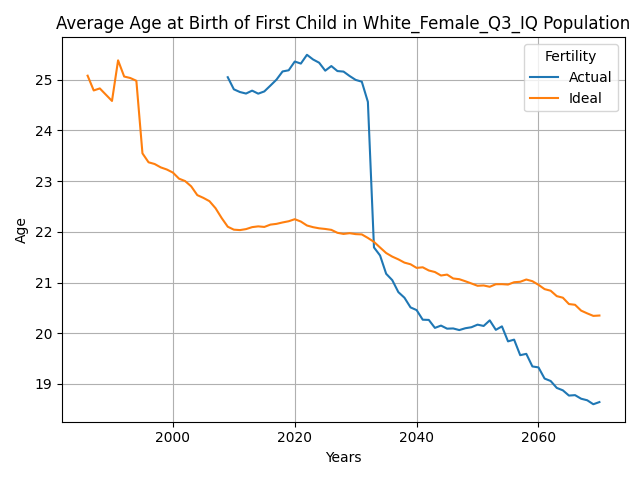 Average Age at Birth of First Child in White_Female_Q3_IQ Population
Fertility
Actual
Ideal
Age
25
24
23
22
21
20
19
2000
2020
2040
2060
Years